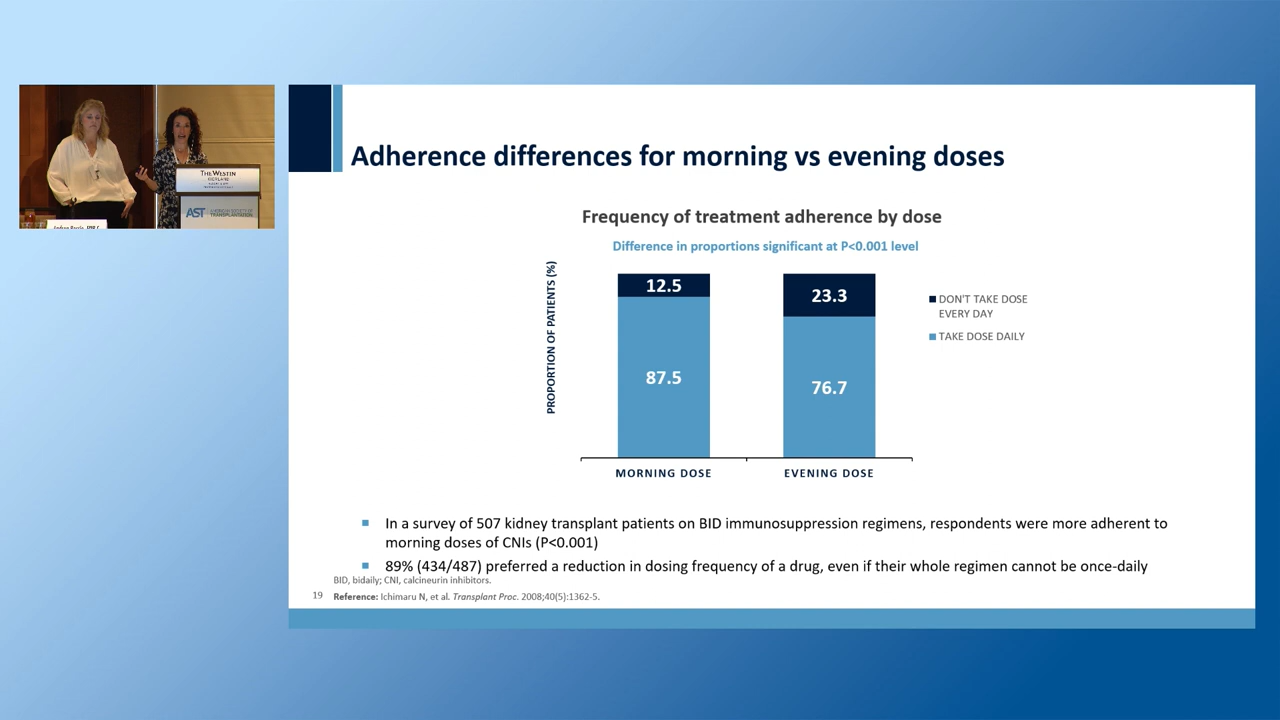 THE WESTIN
AST AMERICAN SOCIETY OF
TRANSPLANTATION
Adherence differences for morning vs evening doses
Frequency of treatment adherence by dose
Difference in proportions significant at P<0.001 level
PROPORTION OF PATIENTS (%)
12.5
23.3
87.5
76.7
DON'T TAKE DOSE
EVERY DAY
TAKE DOSE DAILY
MORNING DOSE
EVENING DOSE
In a survey of 507 kidney transplant patients on BID immunosuppression regimens, respondents were more adherent to
morning doses of CNIs (P<0.001)
89% (434/487) preferred a reduction in dosing frequency of a drug, even if their whole regimen cannot be once-daily
BID, bidaily; CNI, calcineurin inhibitors.
19
Reference: Ichimaru N, et al. Transplant Proc. 2008;40(5):1362-5.